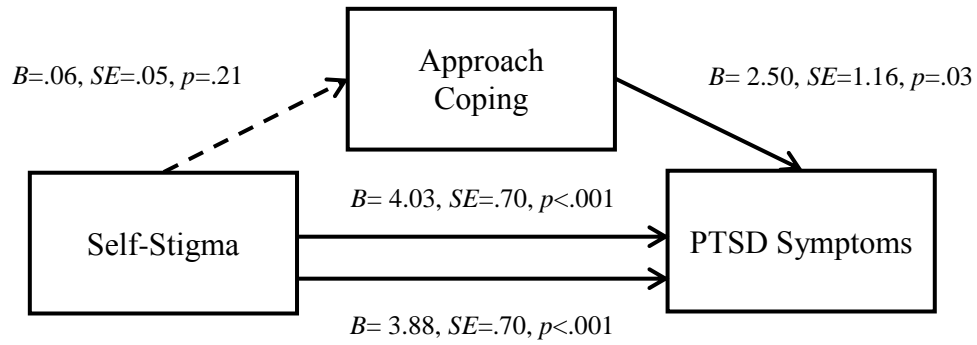 Approach
Coping
B=.06, SE=.05, p=.21
B= 2.50, SE=1.16, p=.03
B= 4.03, SE=.70, p<.001
Self-Stigma
PTSD Symptoms
B= 3.88, SE=.70, p<.001